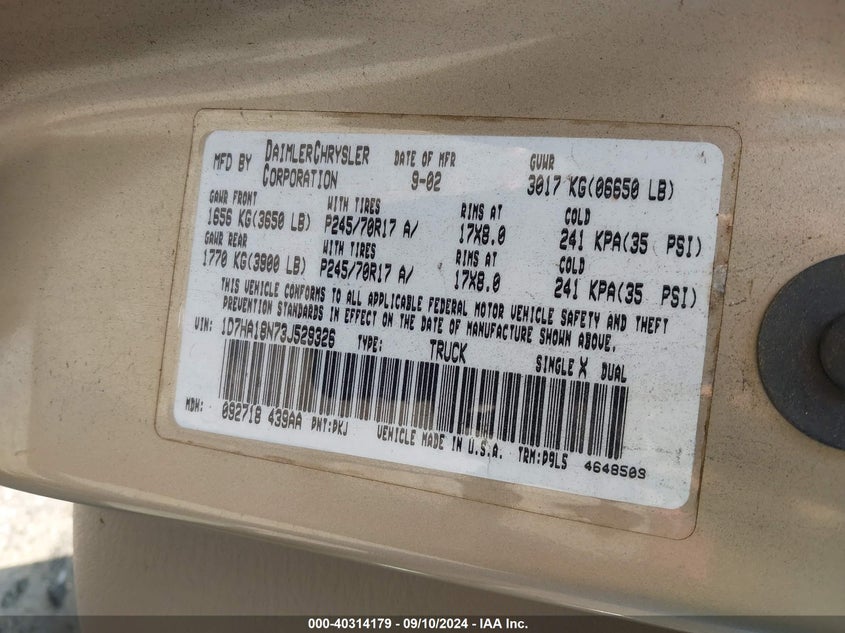 MFD BY DAIMLERCHRYSLER CORPORATION DATE OF MFR 9-02 GVWR 3017 KG(06650 LB)
GAWR FRONT WITH TIRES RIMS AT COLD
1656 KG(3650 LB) P245/70R17 A/ 17X8.0 241 KPA(35 PSI)
GAWR REAR WITH TIRES RIMS AT COLD
1770 KG(3900 LB) P245/70R17 A/ 17X8.0 241 KPA(35 PSI)
THIS VEHICLE CONFORMS TO ALL APPLICABLE FEDERAL MOTOR VEHICLE SAFETY AND THEFT
PREVENTION STANDARDS IN EFFECT ON THE DATE OF MANUFACTURE SHOWN ABOVE.
VIN: 1D7HA18N73J529326 TYPE: TRUCK SINGLE X DUAL
MDH: 092718 439AA PNT:PKJ VEHICLE MADE IN U.S.A. TRM:P9L5 4648509
000-40314179 - 09/10/2024 - IAA Inc.